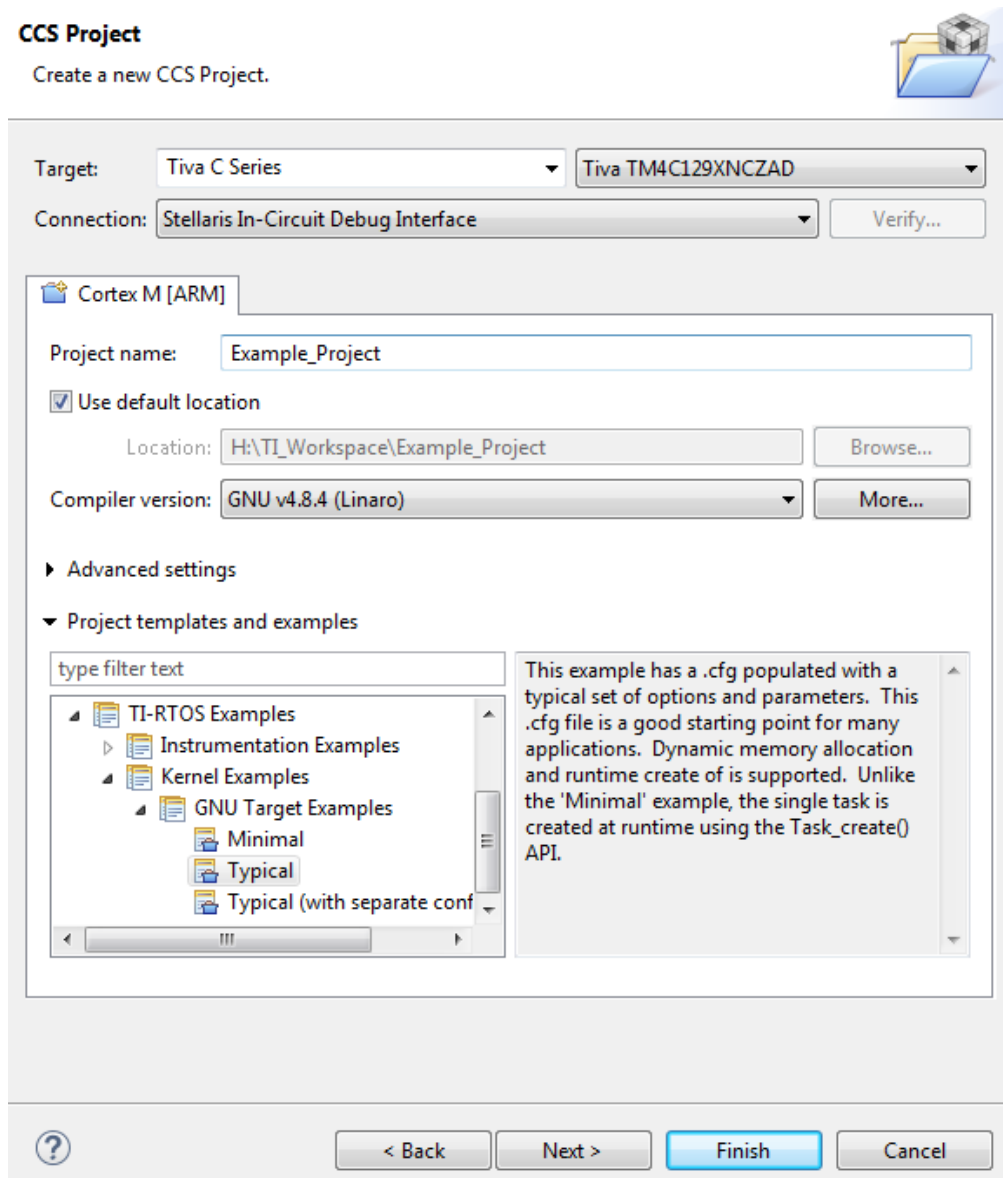 CCS Project
Create a new CCS Project.
Target: Tiva C Series Tiva TM4C129XNCZAD
Connection: Stellaris In-Circuit Debug Interface Verify...
Cortex M [ARM]
Project name: Example_Project
Use default location
Location: H:\TI_Workspace\Example_Project Browse...
Compiler version: GNU v4.8.4 (Linaro) More...
Advanced settings
Project templates and examples
type filter text
TI-RTOS Examples
Instrumentation Examples
Kernel Examples
GNU Target Examples
Minimal
Typical
Typical (with separate conf
This example has a .cfg populated with a
typical set of options and parameters. This
.cfg file is a good starting point for many
applications. Dynamic memory allocation
and runtime create of is supported. Unlike
the 'Minimal' example, the single task is
created at runtime using the Task_create()
API.
? < Back Next > Finish Cancel